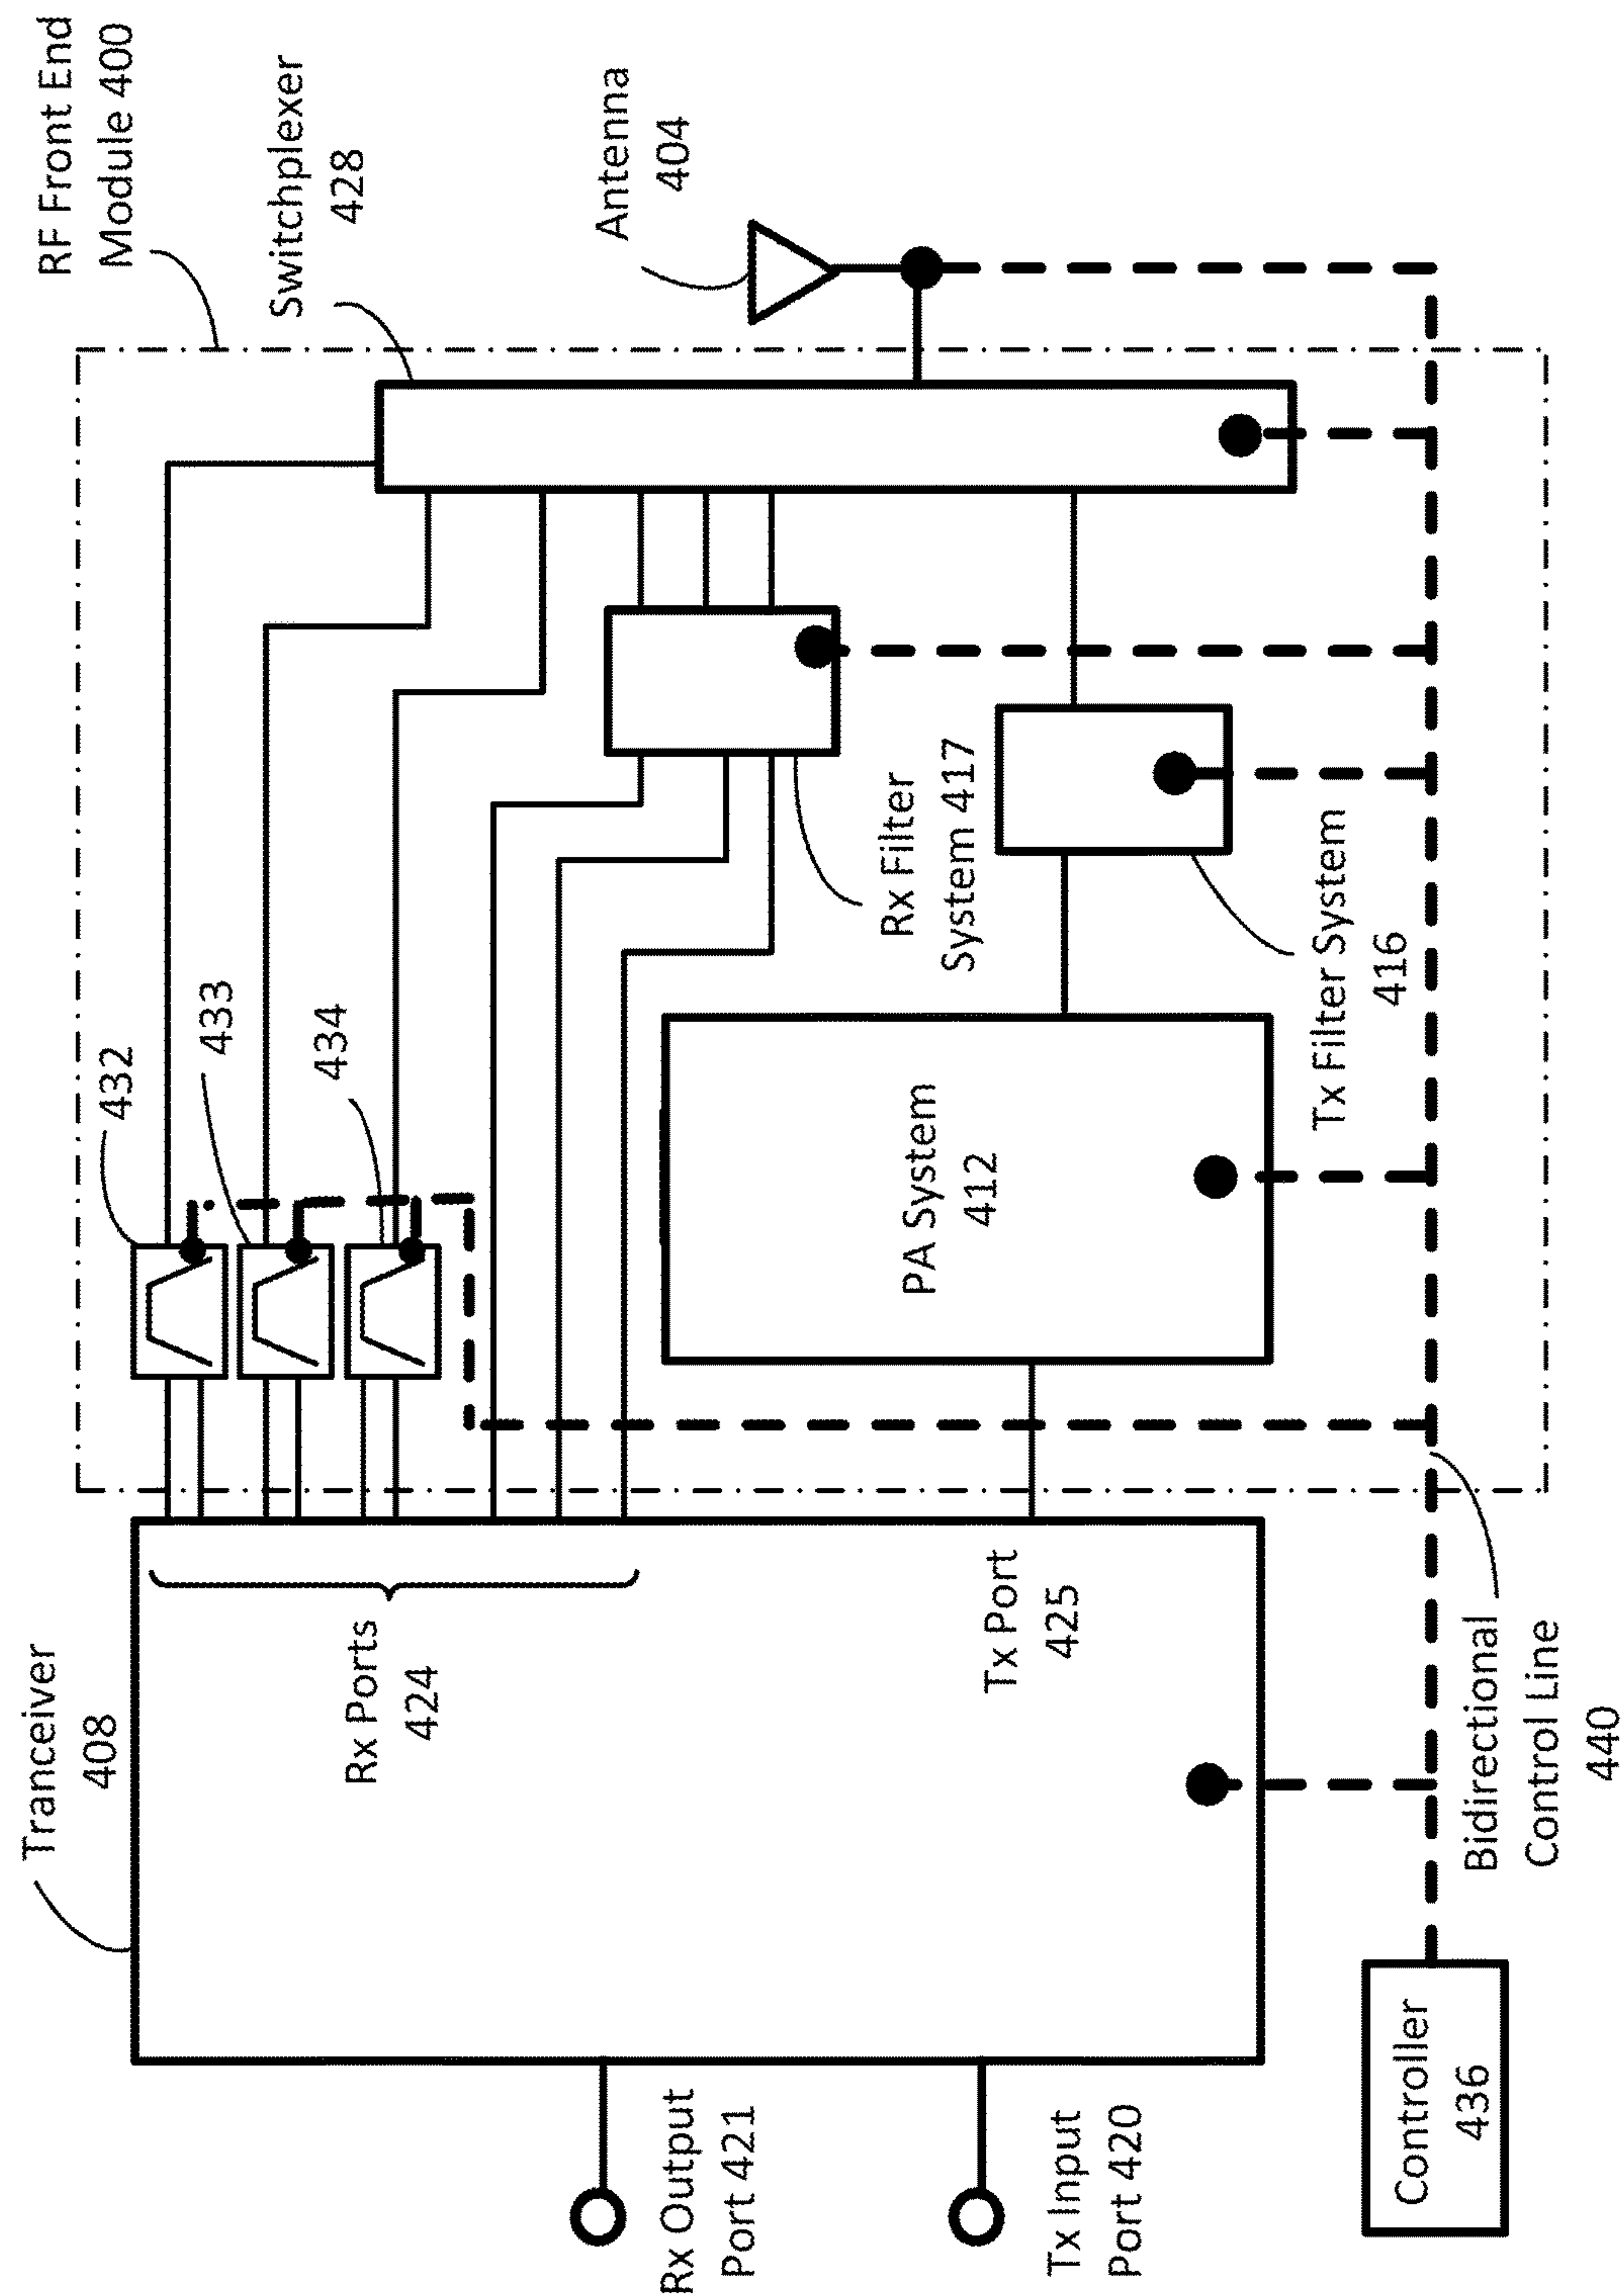 RF Front End
Module 400
Switchplexer
428
Antenna
404
Tranceiver
408
432
433
434
Rx Ports
424
Tx Port
425
Rx Filter
System 417
PA System
412
Tx Filter System
416
Rx Output
Port 421
Tx Input
Port 420
Controller
436
Bidirectional
Control Line
440